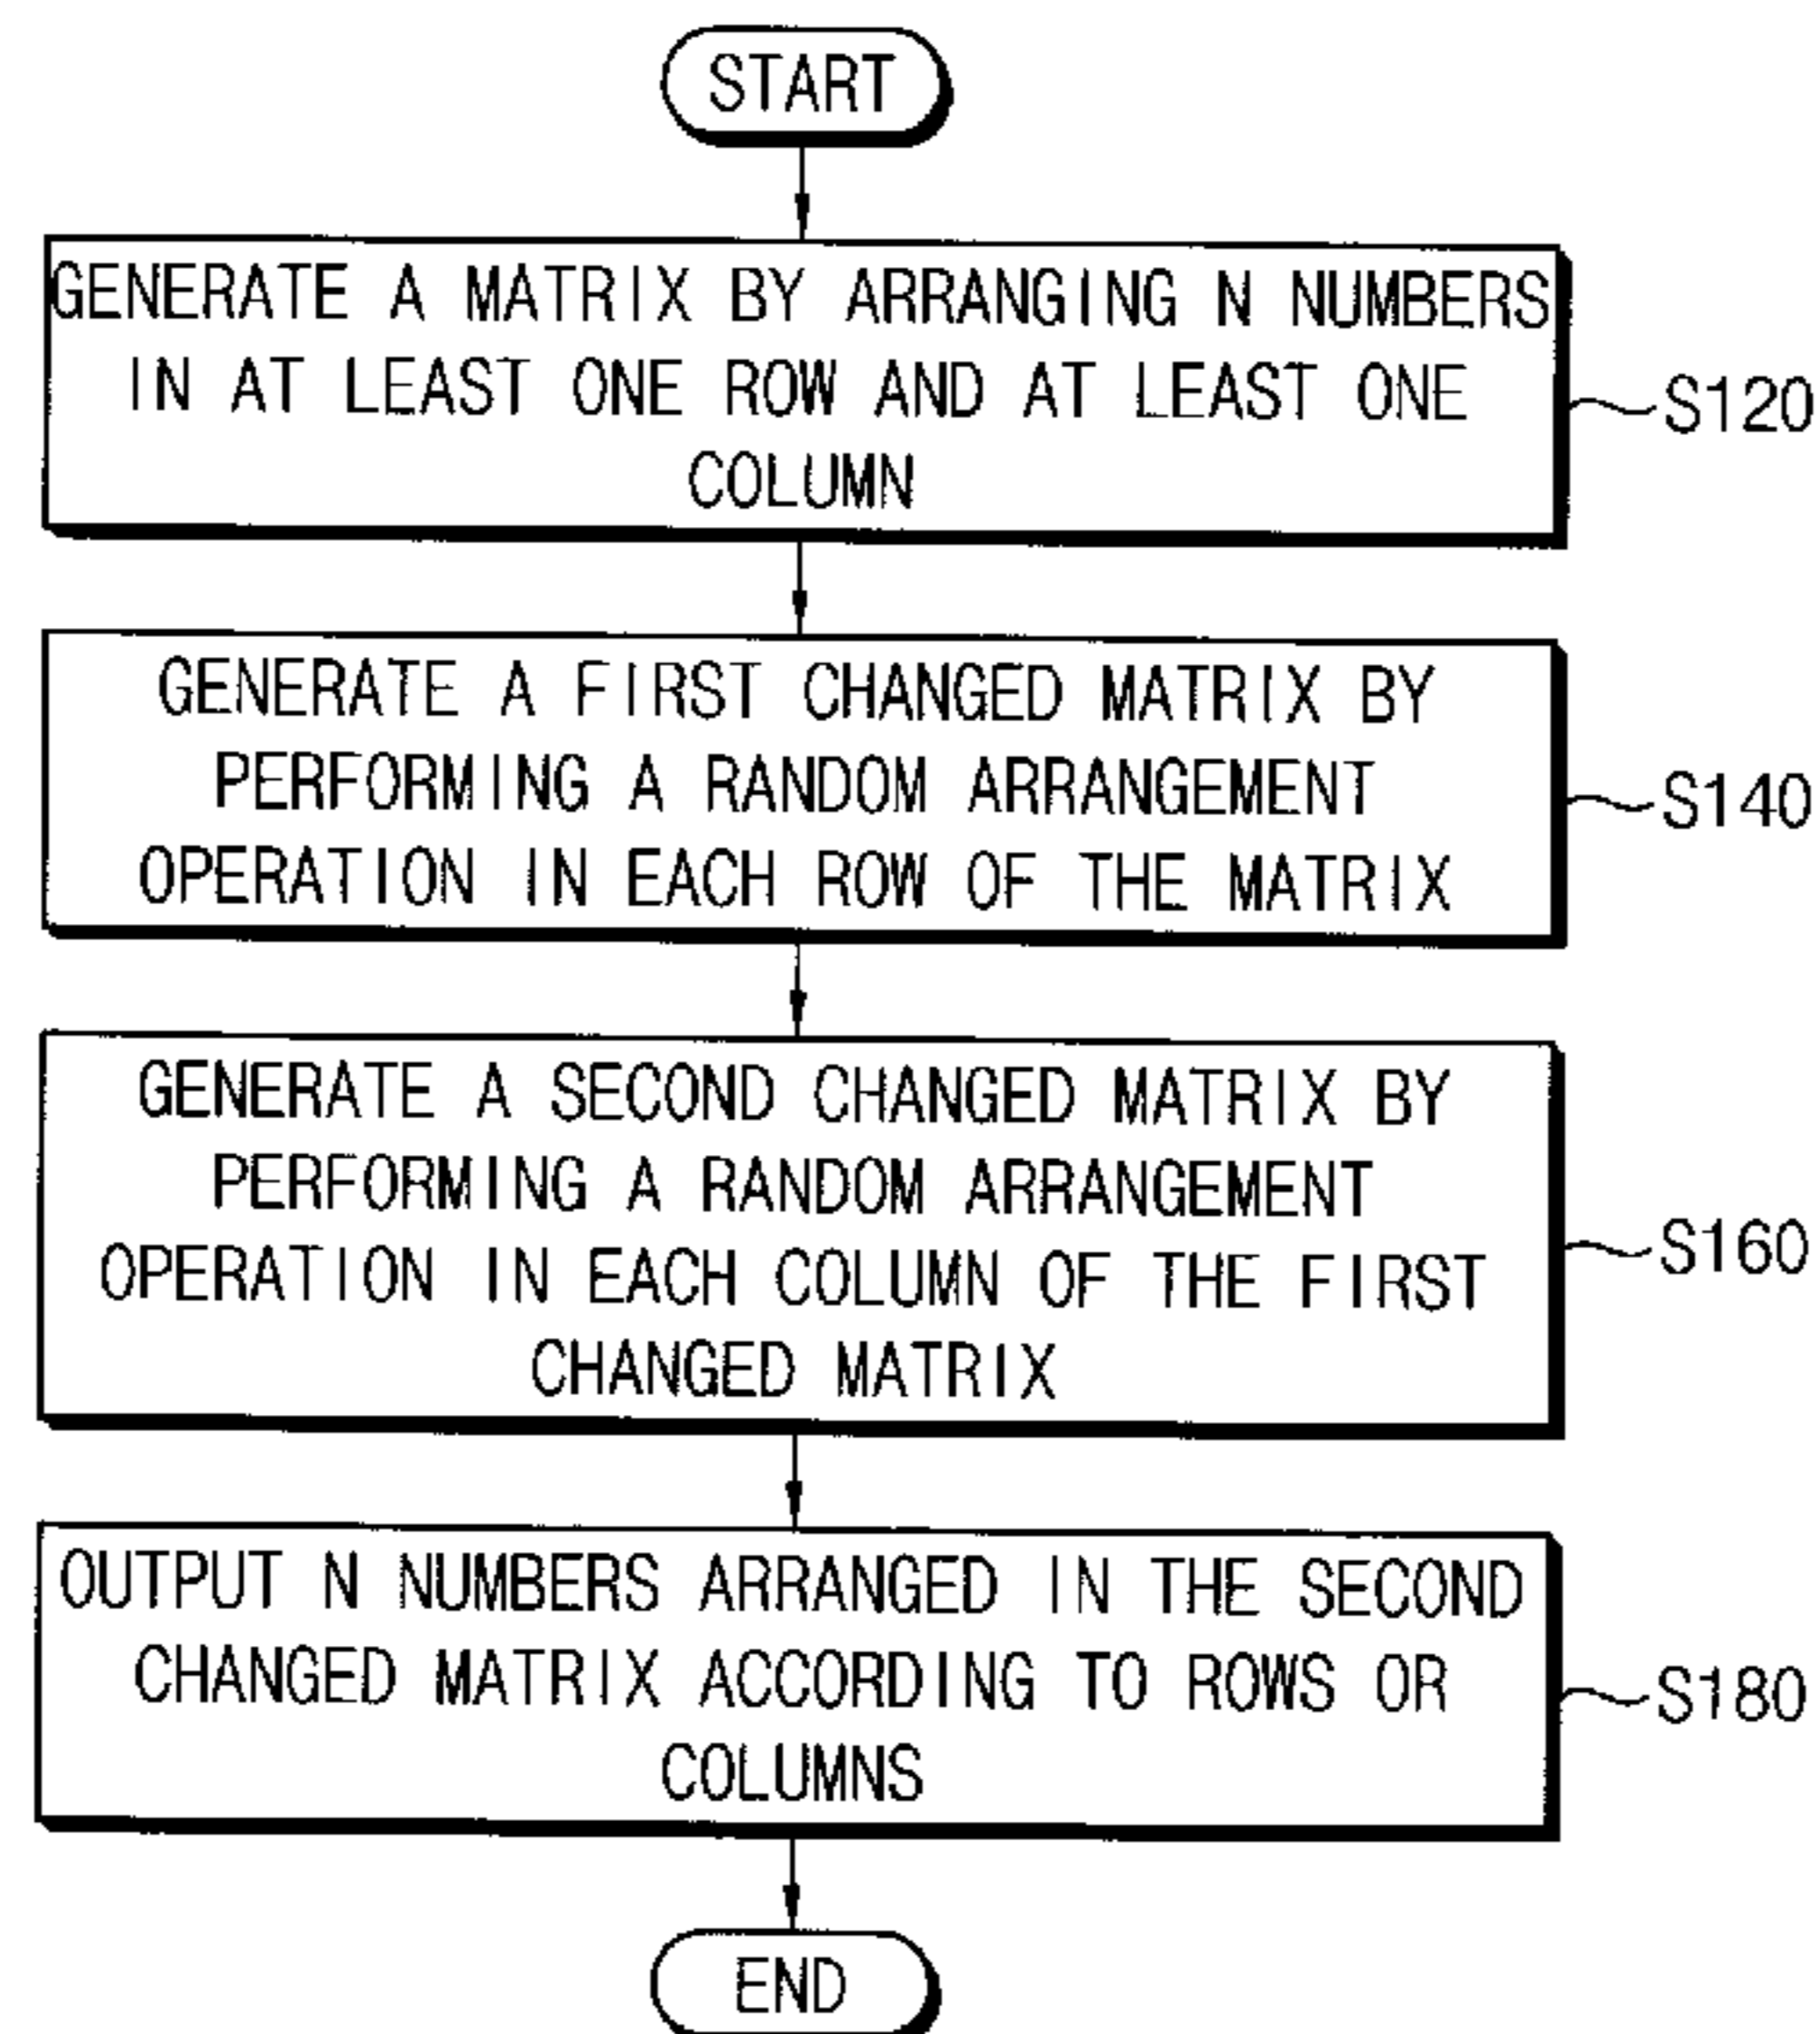 START
GENERATE A MATRIX BY ARRANGING N NUMBERS
IN AT LEAST ONE ROW AND AT LEAST ONE
COLUMN
S120
GENERATE A FIRST CHANGED MATRIX BY
PERFORMING A RANDOM ARRANGEMENT
OPERATION IN EACH ROW OF THE MATRIX
S140
GENERATE A SECOND CHANGED MATRIX BY
PERFORMING A RANDOM ARRANGEMENT
OPERATION IN EACH COLUMN OF THE FIRST
CHANGED MATRIX
S160
OUTPUT N NUMBERS ARRANGED IN THE SECOND
CHANGED MATRIX ACCORDING TO ROWS OR
COLUMNS
S180
END